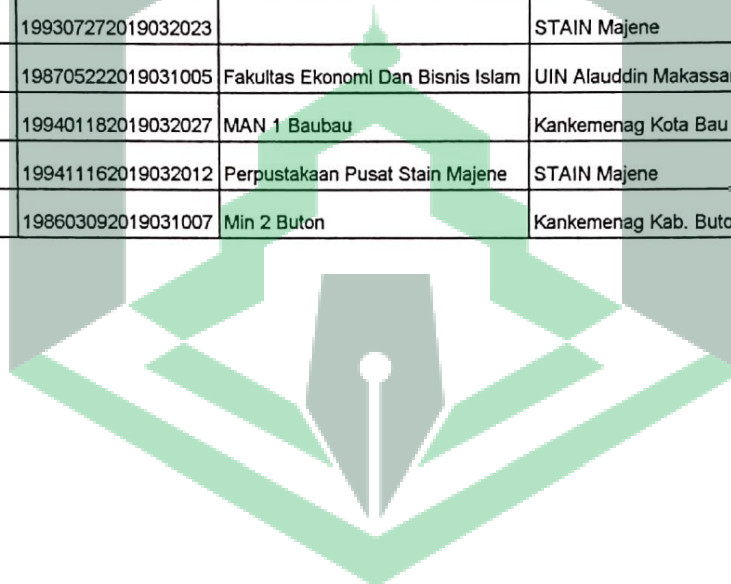 199307272019032023 STAIN Majene
198705222019031005 Fakultas Ekonomi Dan Bisnis Islam UIN Alauddin Makassar
199401182019032027 MAN 1 Baubau Kankemenag Kota Bau
199411162019032012 Perpustakaan Pusat Stain Majene STAIN Majene
198603092019031007 Min 2 Buton Kankemenag Kab. Buto